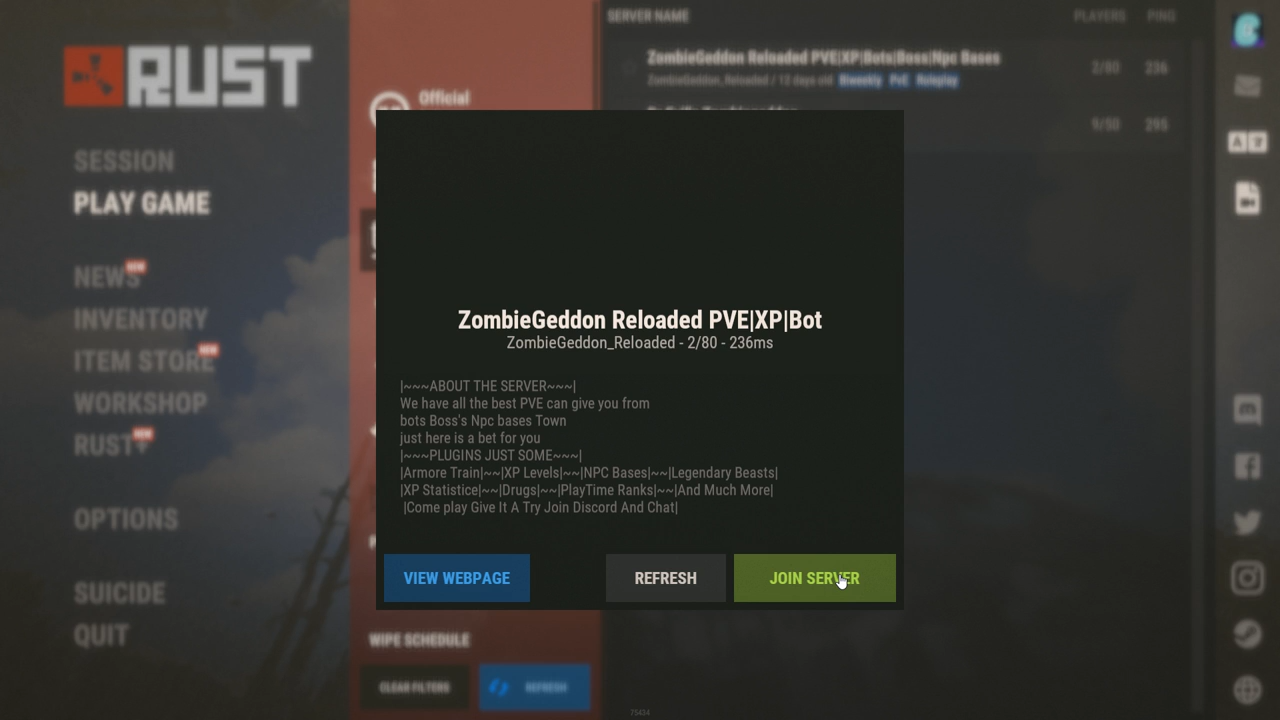 RUST
SESSION
PLAY GAME
NEWS NEW
INVENTORY
ITEM STORE NEW
WORKSHOP
RUST+ NEW
OPTIONS
SUICIDE
QUIT
Official
WIPE SCHEDULE
CLEAR FILTERS
REFRESH
SERVER NAME PLAYERS PING
ZombieGeddon Reloaded PVE|XP|Bots|Boss|Npc Bases 2/80 236
ZombieGeddon_Reloaded / 12 days old Biweekly PvE Roleplay
9/50 295
ZombieGeddon Reloaded PVE|XP|Bot
ZombieGeddon_Reloaded - 2/80 - 236ms
|~~~ABOUT THE SERVER~~~|
We have all the best PVE can give you from
bots Boss's Npc bases Town
just here is a bet for you
|~~~PLUGINS JUST SOME~~~|
|Armore Train|~~|XP Levels|~~|NPC Bases|~~|Legendary Beasts|
|XP Statistice|~~|Drugs|~~|PlayTime Ranks|~~|And Much More|
|Come play Give It A Try Join Discord And Chat|
VIEW WEBPAGE
REFRESH
JOIN SERVER